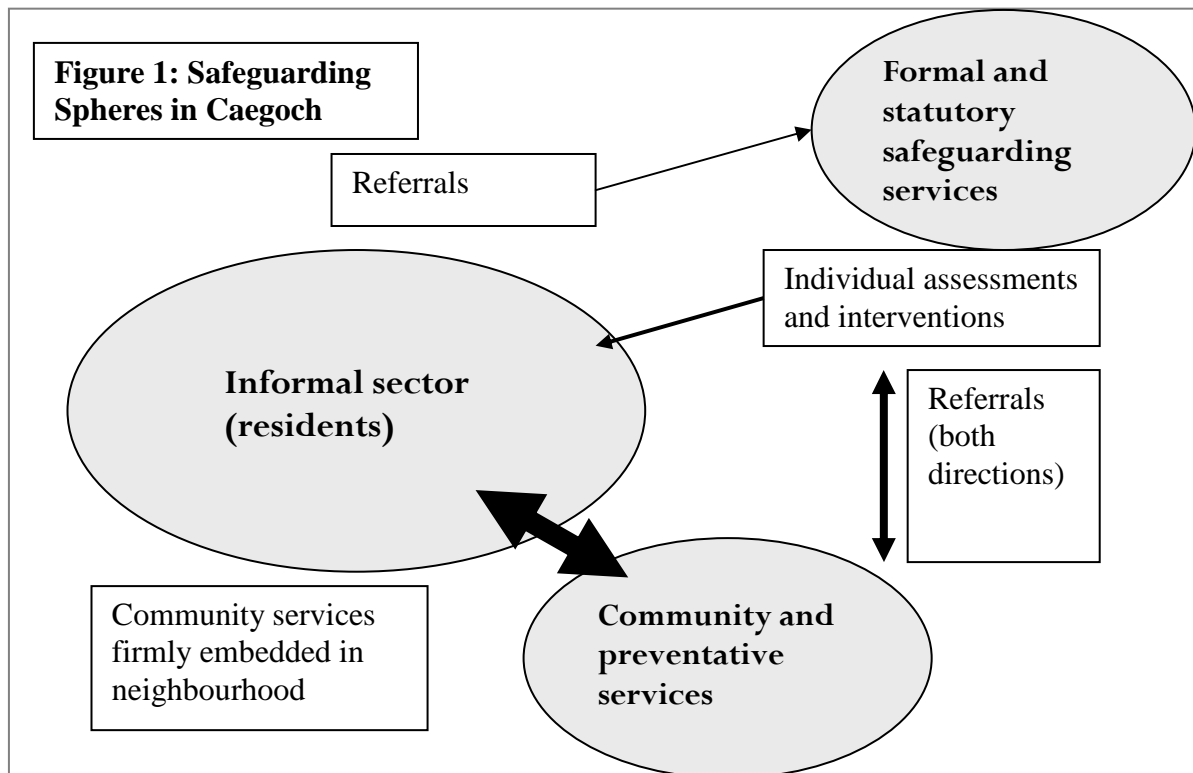 Figure 1: Safeguarding
Spheres in Caegoch
Formal and
statutory
safeguarding
services
Referrals
Individual assessments
and interventions
Informal sector
(residents)
Referrals
(both
directions)
Community services
firmly embedded in
neighbourhood
Community and
preventative
services